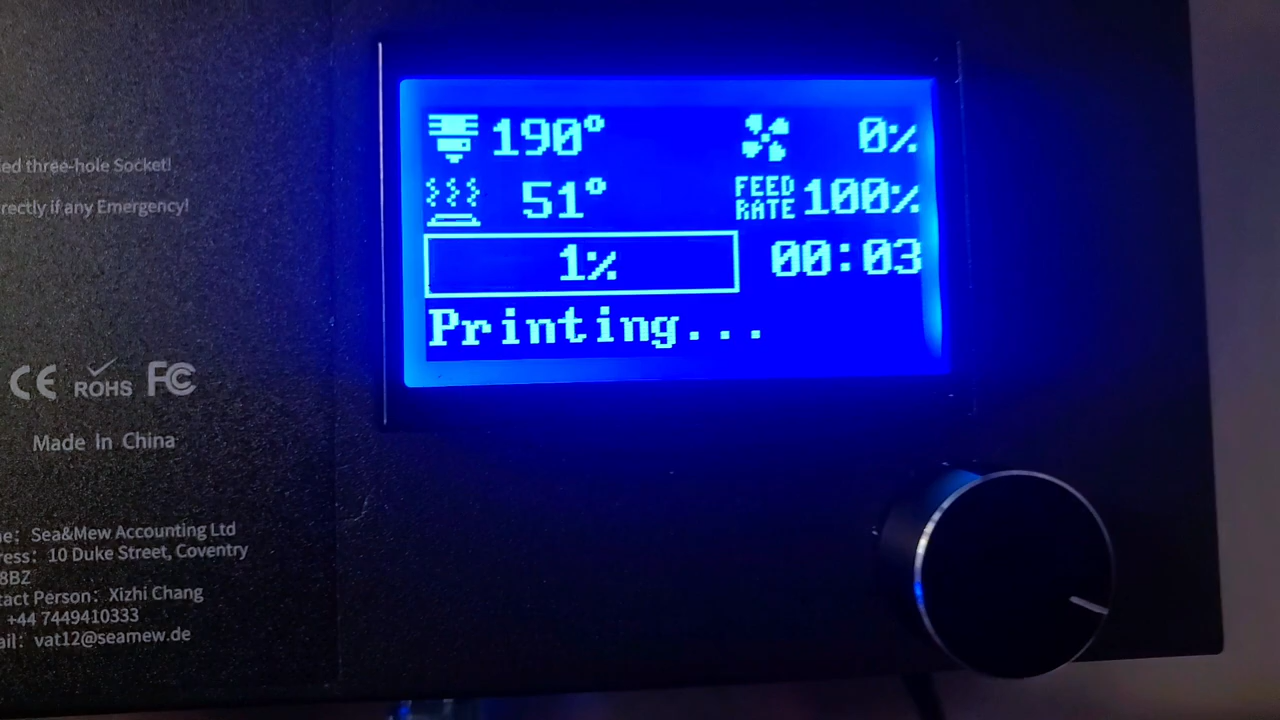 ed three-hole Socket!
rectly if any Emergency!
190° 0%
51° FEED RATE 100%
1% 00:03
Printing...
CE ROHS FC
Made In China
e: Sea&Mew Accounting Ltd
ress: 10 Duke Street, Coventry
8BZ
tact Person: Xizhi Chang
+44 7449410333
ail: vat12@seamew.de